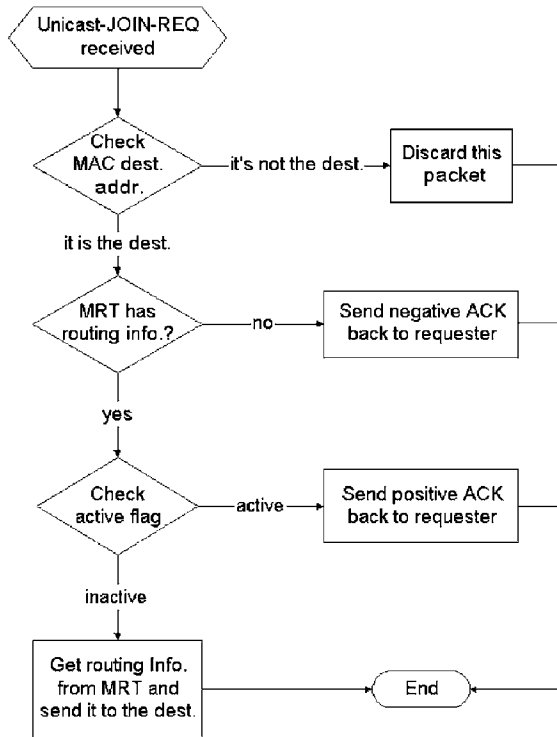 Unicast-JOIN-REQ
received
Check
MAC dest.
addr.
it's not the dest.
Discard this
packet
it is the dest.
MRT has
routing info.?
no
Send negative ACK
back to requester
yes
Check
active flag
active
Send positive ACK
back to requester
inactive
Get routing Info.
from MRT and
send it to the dest.
End